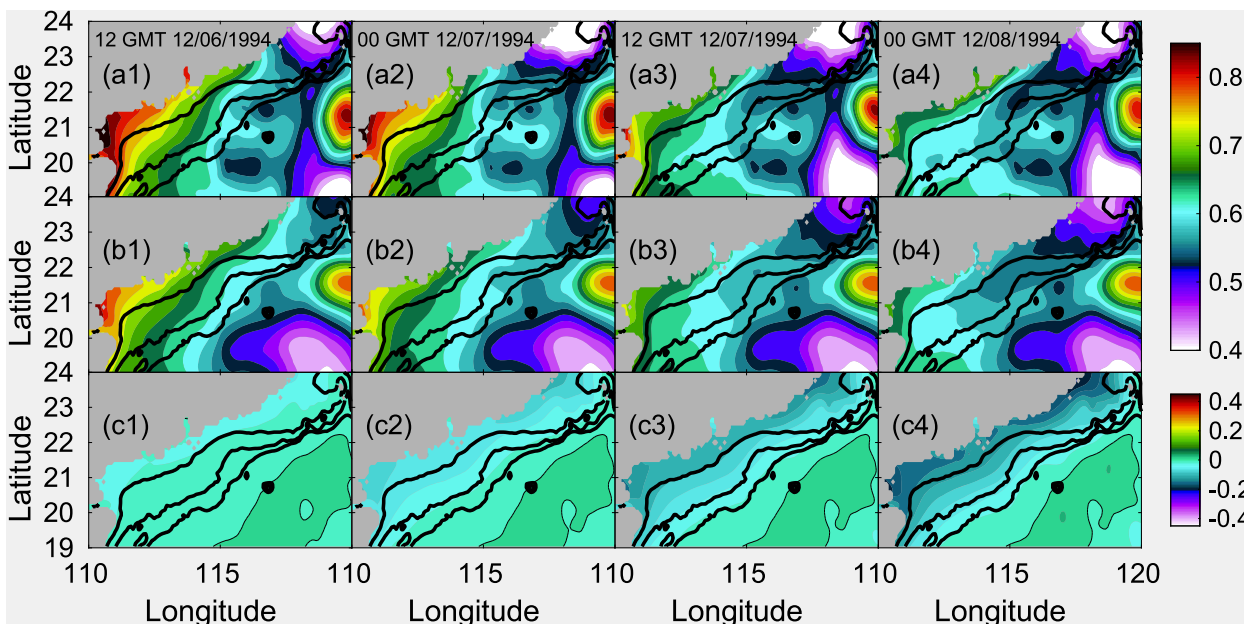 24
12 GMT 12/06/1994
00 GMT 12/07/1994
12 GMT 12/07/1994
00 GMT 12/08/1994
23
(a1)
(a2)
(a3)
(a4)
22
21
20
Latitude
0.8
0.7
0.6
0.5
0.4
24
23
(b1)
(b2)
(b3)
(b4)
22
21
20
Latitude
24
23
(c1)
(c2)
(c3)
(c4)
22
21
20
19
Latitude
0.4
0.2
0
-0.2
-0.4
110
115
110
115
110
115
110
115
120
Longitude
Longitude
Longitude
Longitude